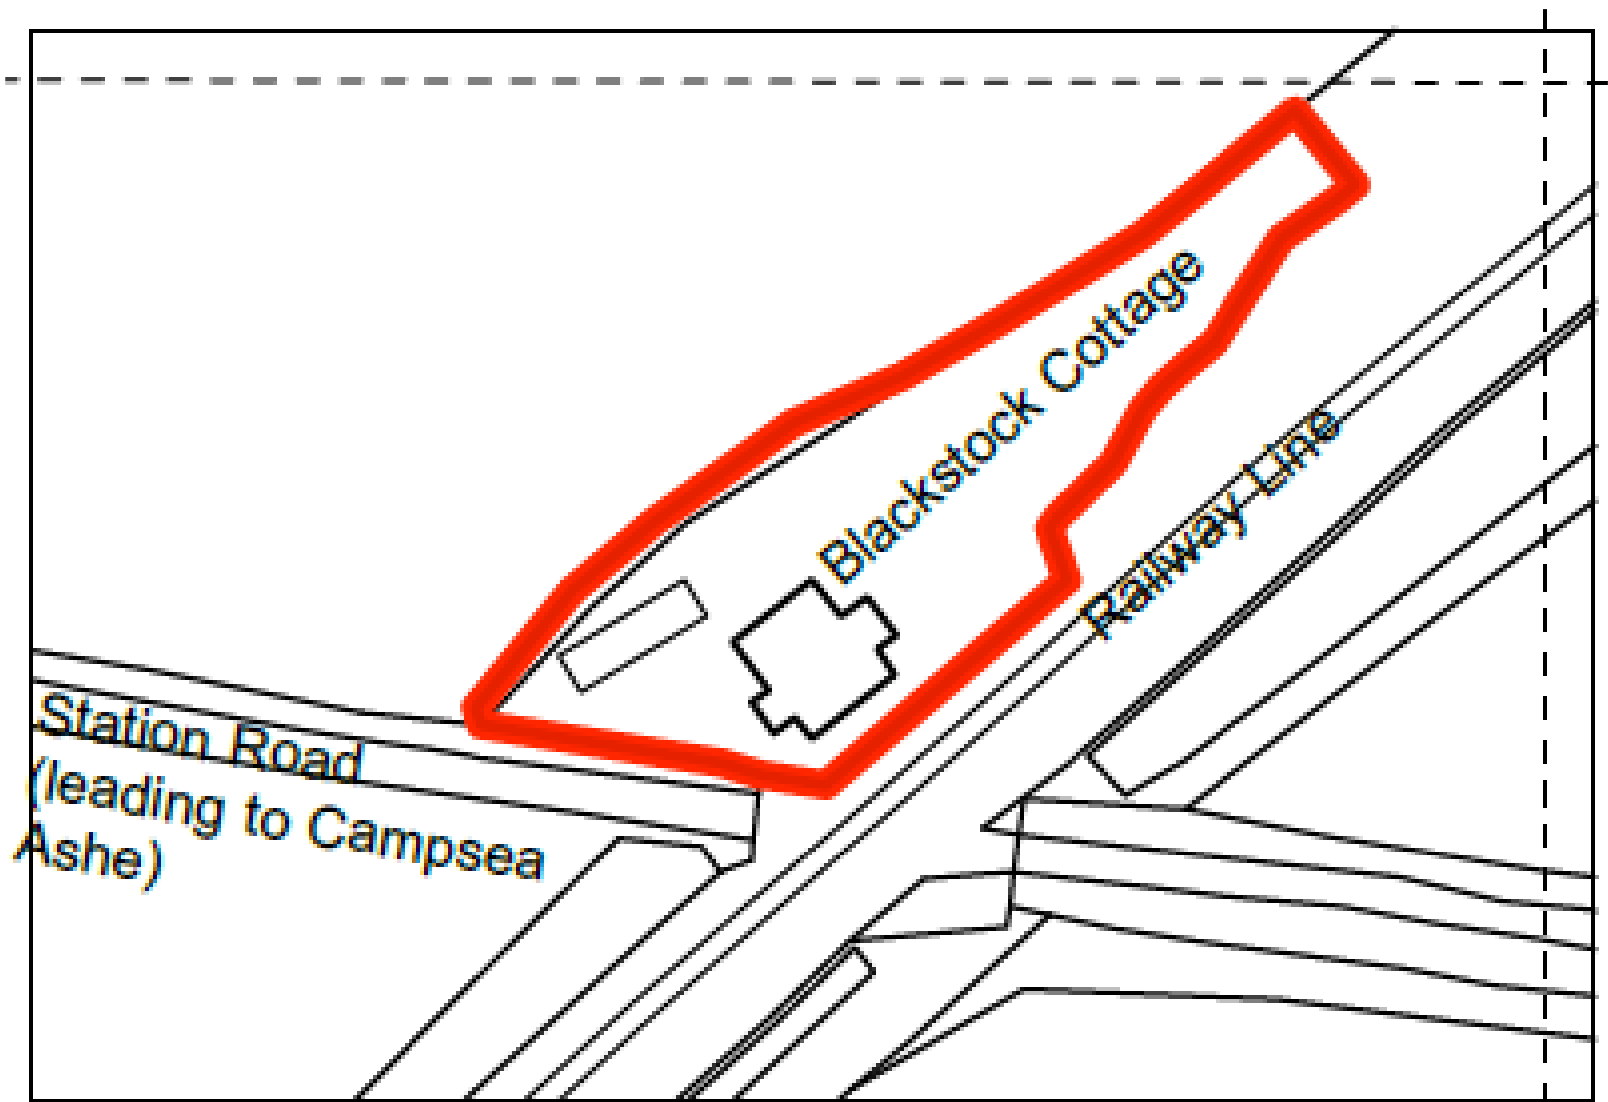 Blackstock Cottage
Railway Line
Station Road
(leading to Campsea
Ashe)